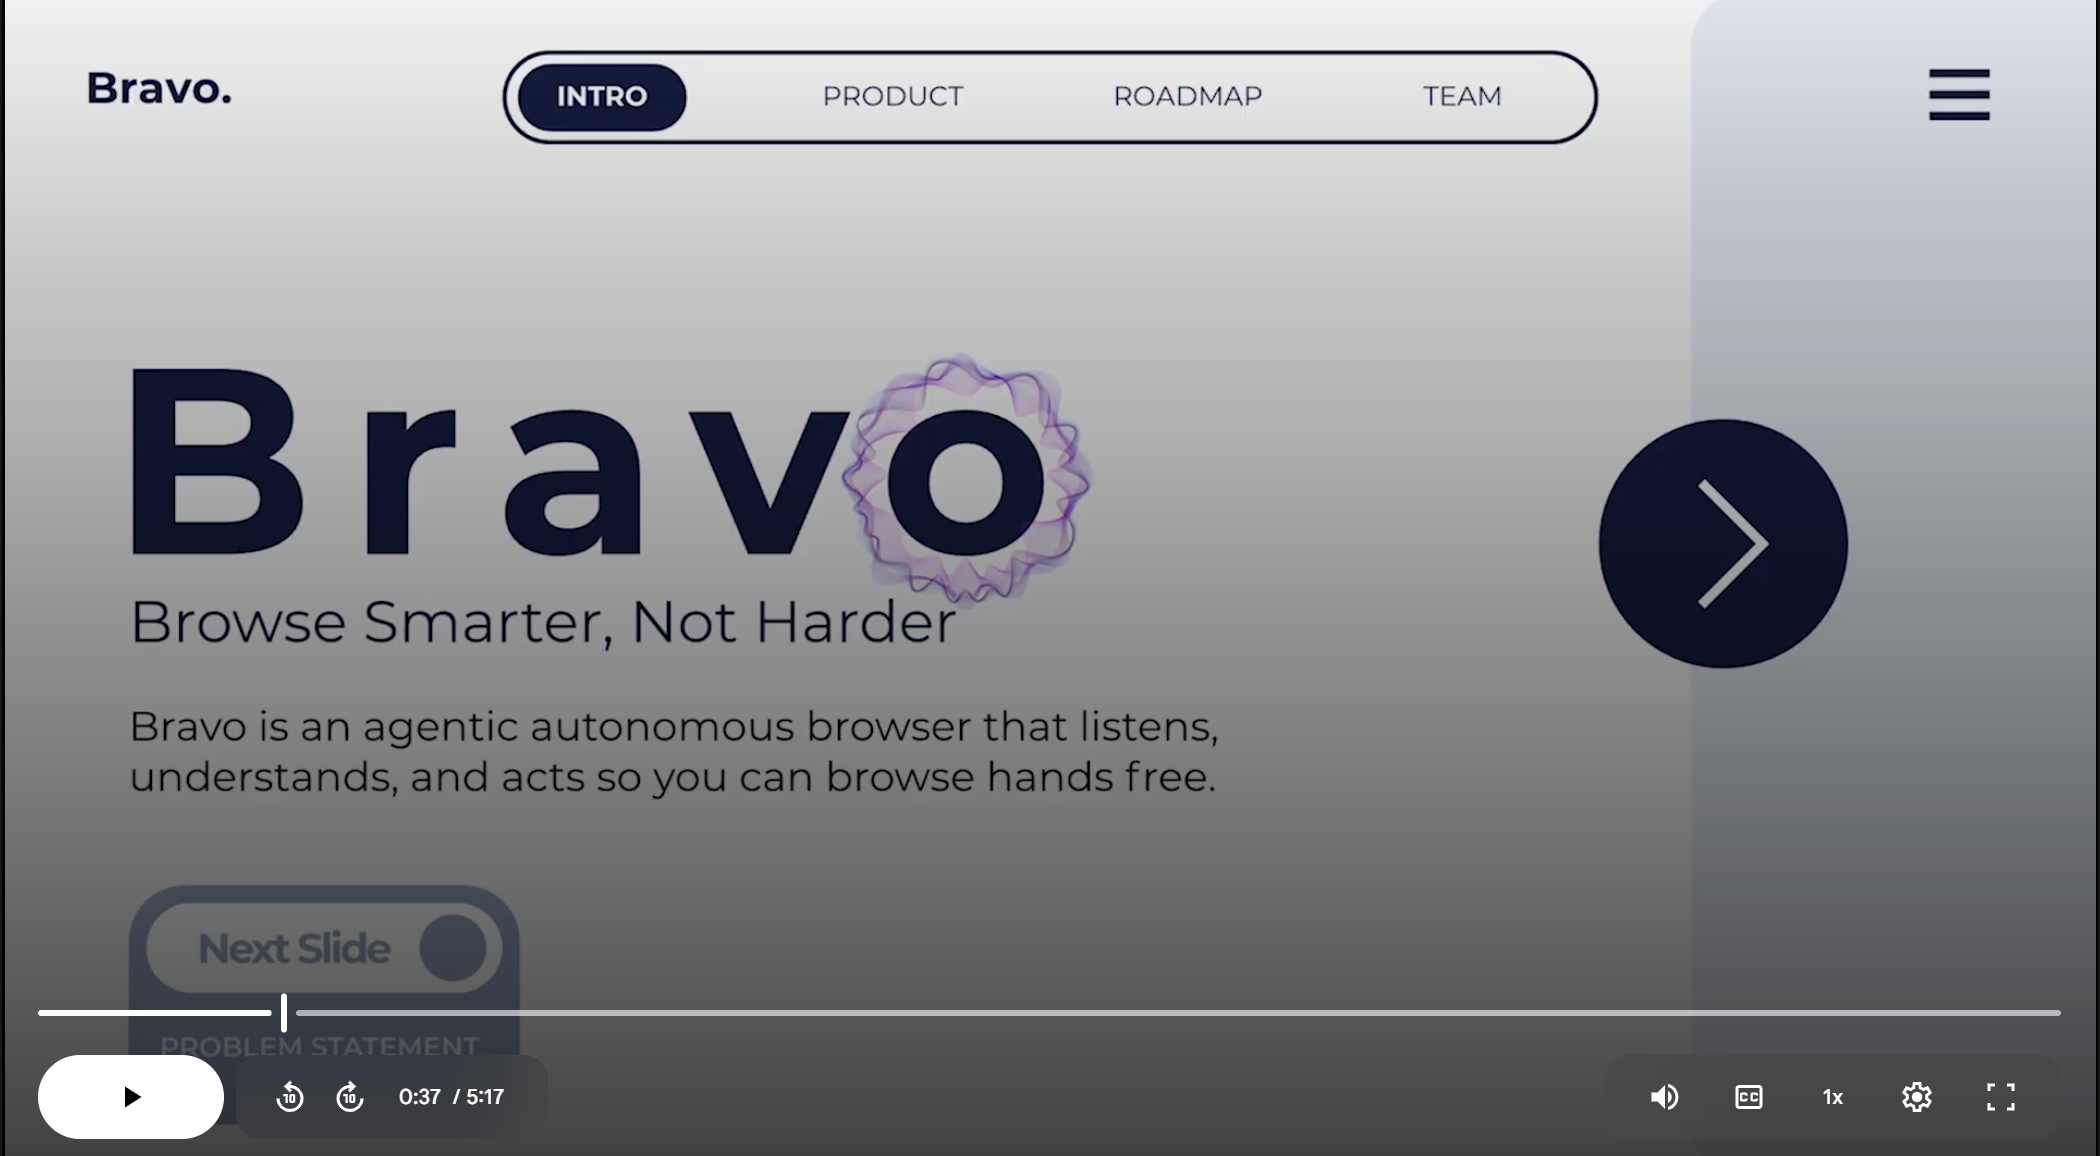 Bravo.
INTRO
PRODUCT
ROADMAP
TEAM
Bravo
Browse Smarter, Not Harder
Bravo is an agentic autonomous browser that listens,
understands, and acts so you can browse hands free.
Next Slide
PROBLEM STATEMENT
10
10
0:37 / 5:17
CC
1x